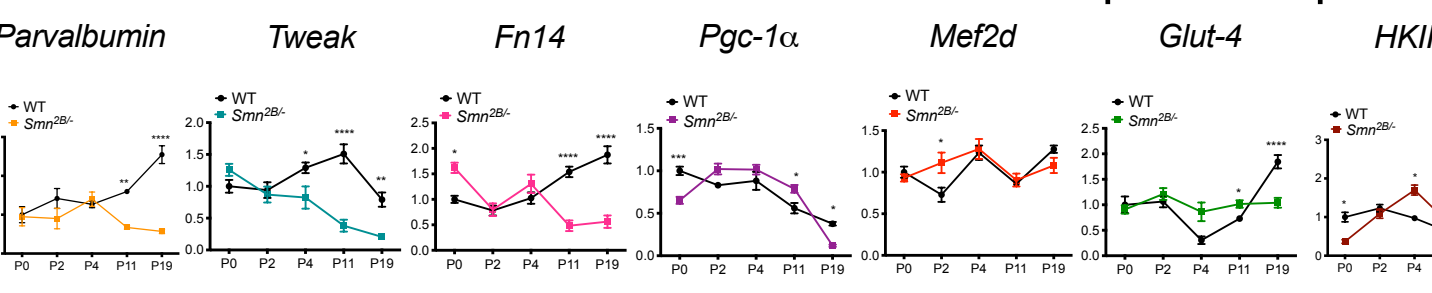 Parvalbumin
WT
Smn2B/-
** ****
P0 P2 P4 P11 P19
Tweak
WT
Smn2B/-
2.0
1.5
1.0
0.5
0.0
* **** **
P0 P2 P4 P11 P19
Fn14
WT
Smn2B/-
2.5
2.0
1.5
1.0
0.5
0.0
* **** ****
P0 P2 P4 P11 P19
Pgc-1α
WT
Smn2B/-
1.5
1.0
0.5
0.0
*** * *
P0 P2 P4 P11 P19
Mef2d
WT
Smn2B/-
1.5
1.0
0.5
0.0
*
P0 P2 P4 P11 P19
Glut-4
WT
Smn2B/-
2.5
2.0
1.5
1.0
0.5
0.0
* ****
P0 P2 P4 P11 P19
HKII
WT
Smn2B/-
3
2
1
0
* *
P0 P2 P4